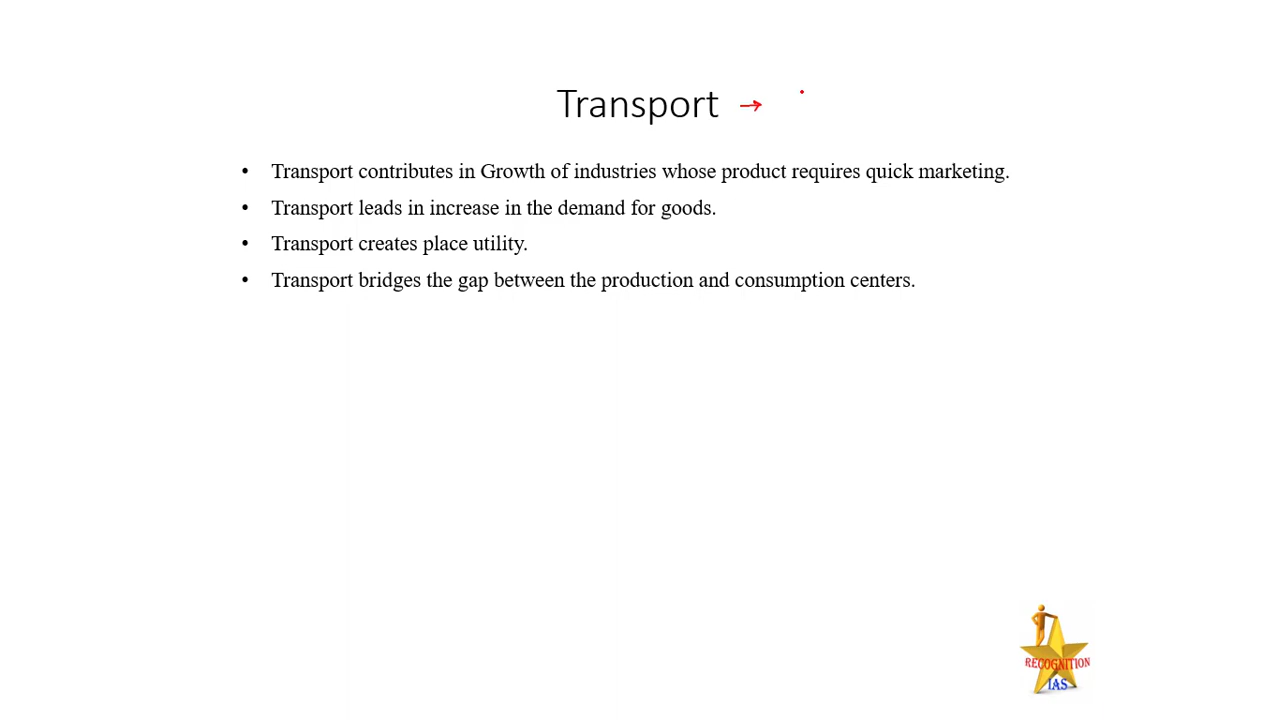 Transport →
• Transport contributes in Growth of industries whose product requires quick marketing.
• Transport leads in increase in the demand for goods.
• Transport creates place utility.
• Transport bridges the gap between the production and consumption centers.
RECOGNITION
IAS